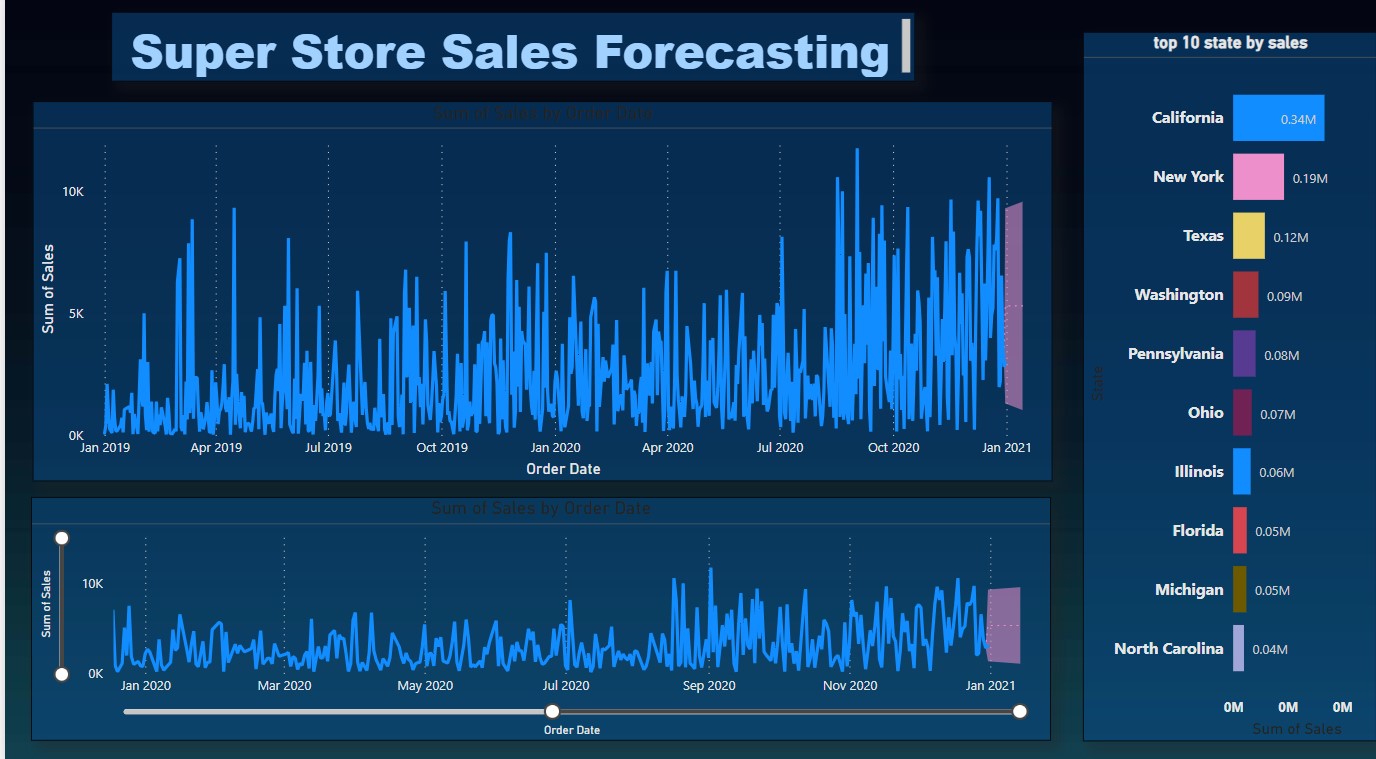 Super Store Sales Forecasting
Sum of Sales by Order Date
Sum of Sales
10K
5K
0K
Jan 2019 Apr 2019 Jul 2019 Oct 2019 Jan 2020 Apr 2020 Jul 2020 Oct 2020 Jan 2021
Order Date
Sum of Sales by Order Date
Sum of Sales
10K
0K
Jan 2020 Mar 2020 May 2020 Jul 2020 Sep 2020 Nov 2020 Jan 2021
Order Date
top 10 state by sales
State
California 0.34M
New York 0.19M
Texas 0.12M
Washington 0.09M
Pennsylvania 0.08M
Ohio 0.07M
Illinois 0.06M
Florida 0.05M
Michigan 0.05M
North Carolina 0.04M
0M 0M 0M
Sum of Sales